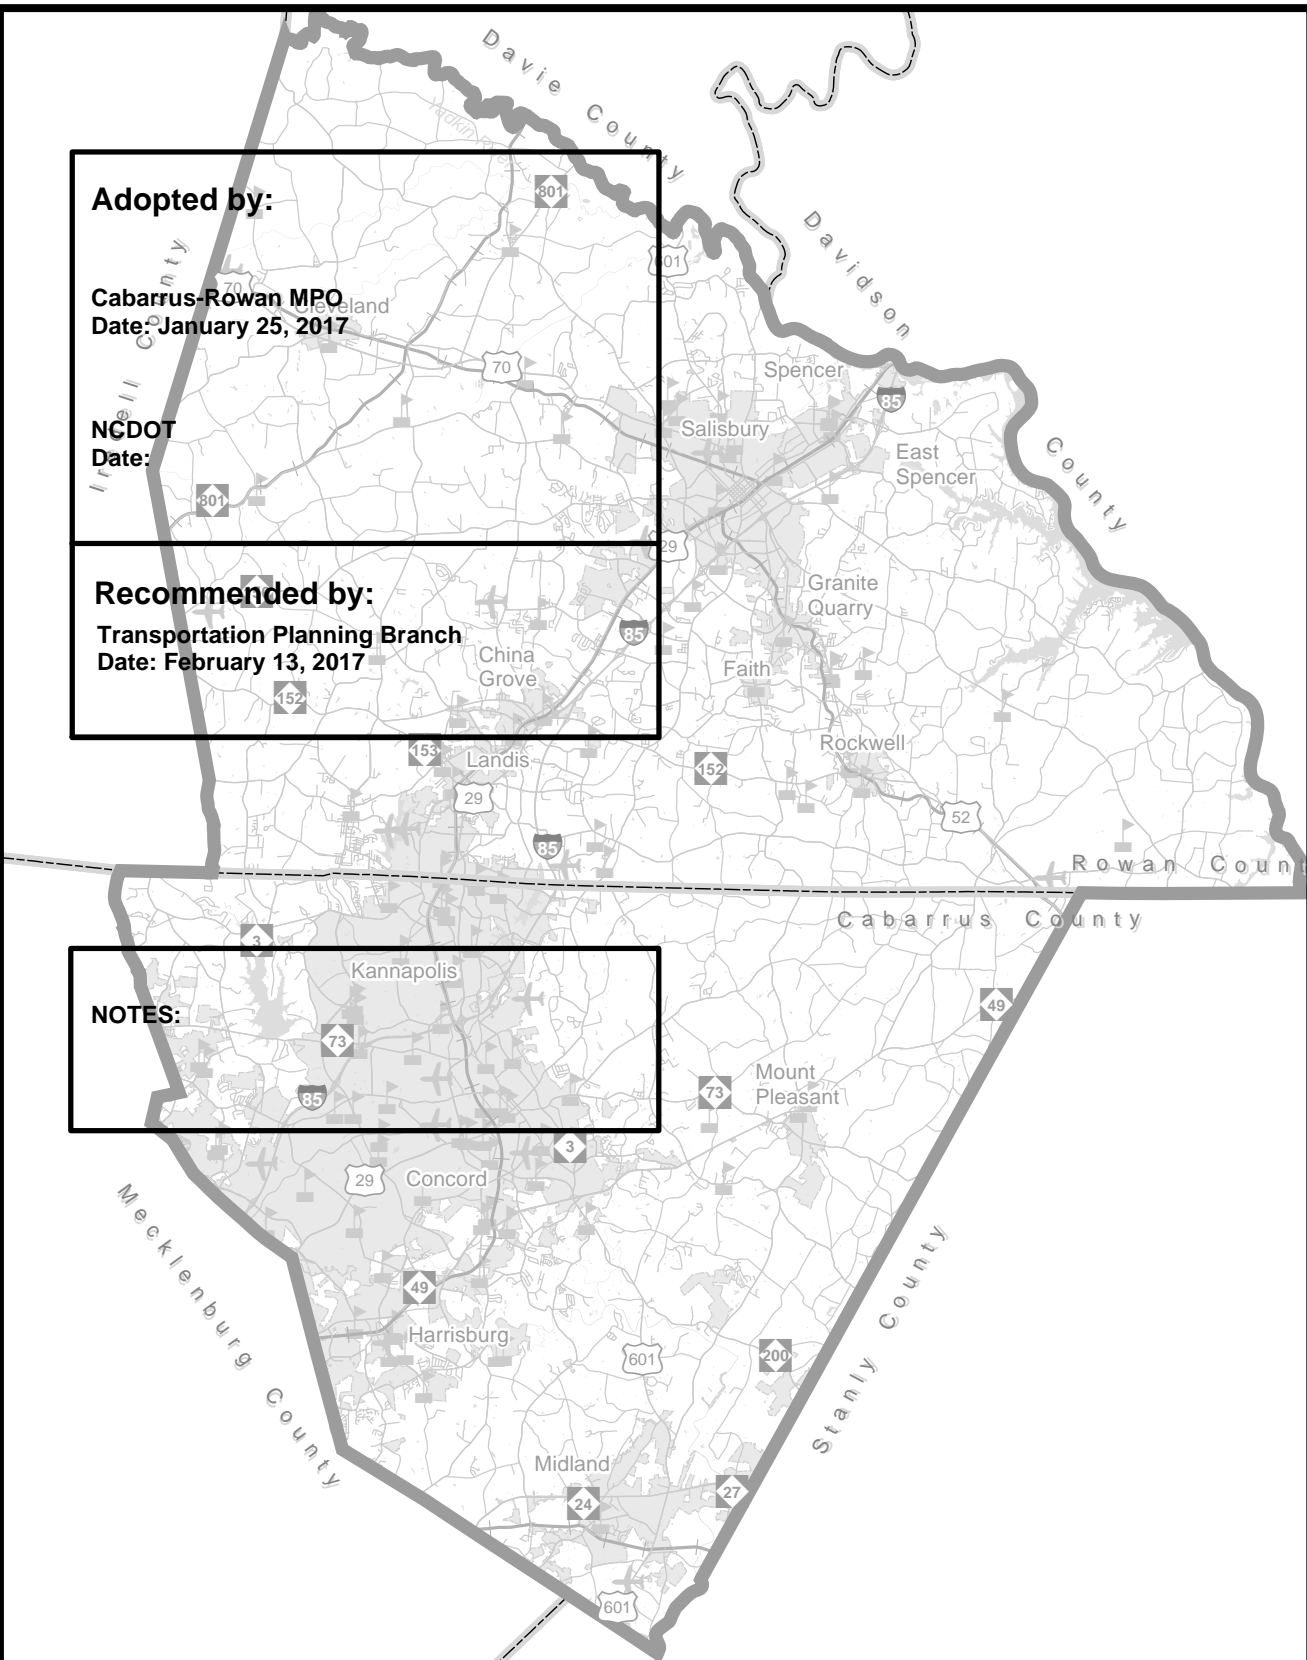 Davie County
Yadkin River
Adopted by:
801
Davidson
County
601
Iredell County
70
Cabarrus-Rowan MPO
Cleveland
Date: January 25, 2017
70
Spencer
85
Salisbury
NCDOT
Date:
East
Spencer
801
29
Recommended by:
Granite
Quarry
Transportation Planning Branch
Date: February 13, 2017
85
China
Grove
Faith
152
153
Landis
Rockwell
152
29
52
85
Rowan Count
Cabarrus County
3
Kannapolis
49
NOTES:
73
Mount
Pleasant
73
85
3
29
Concord
Mecklenburg County
49
Harrisburg
601
200
Stanly County
Midland
24
27
601